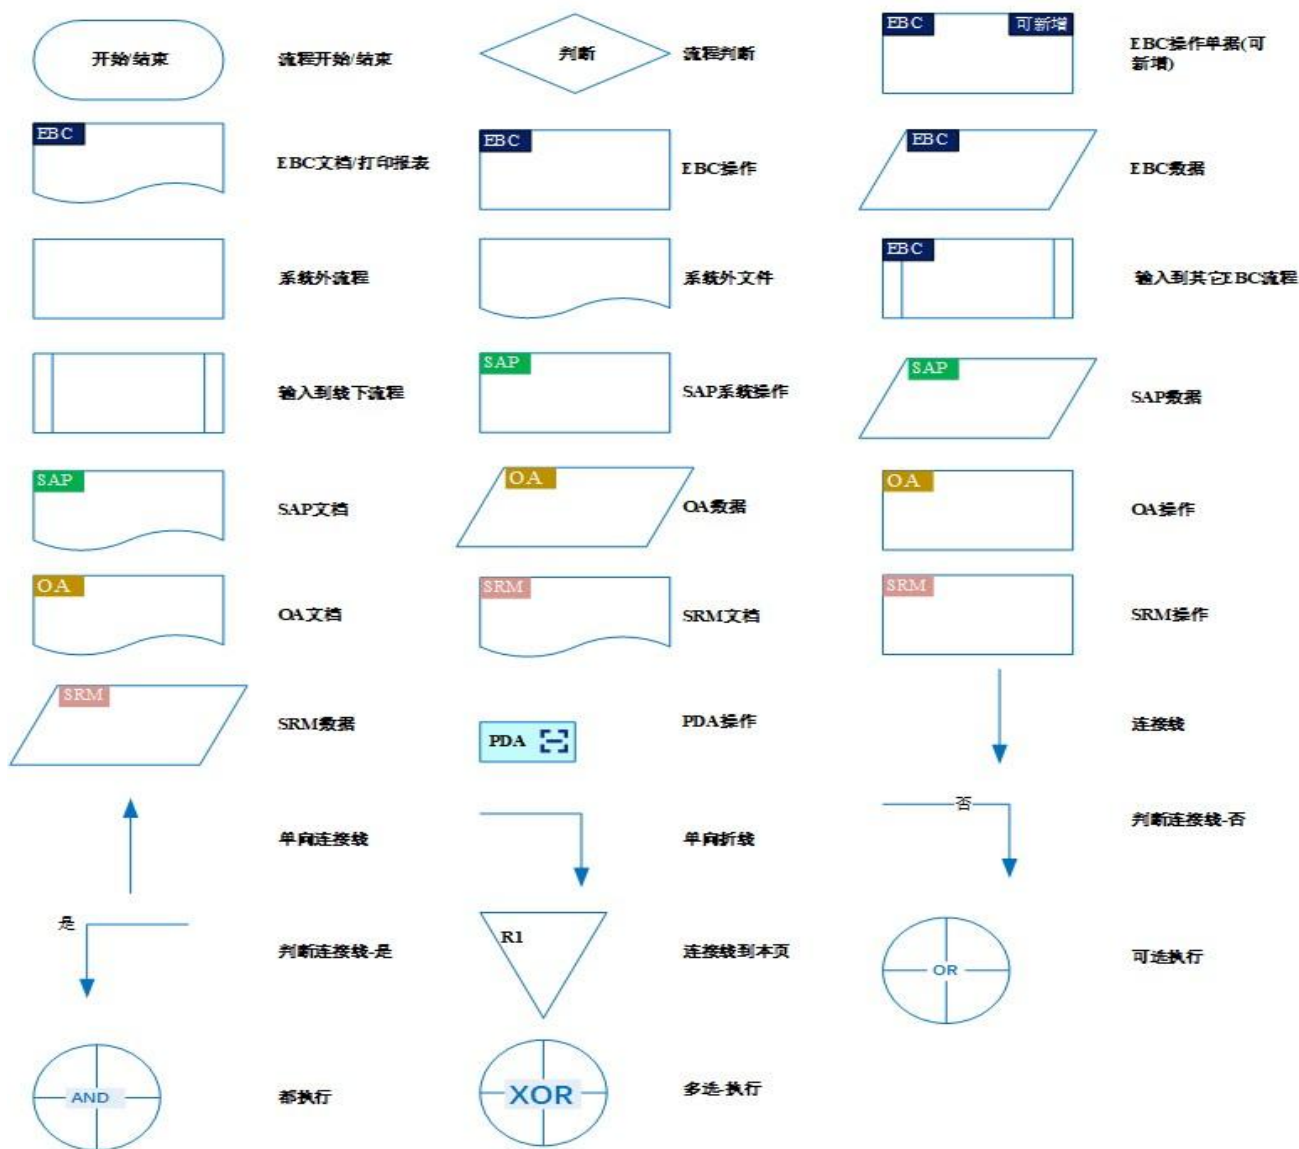 开始/结束
流程开始/结束
判断
流程判断
EBC
可新增
EBC操作单据(可
新增)
EBC
EBC文档/打印报表
EBC
EBC操作
EBC
EBC数据
系统外流程
系统外文件
EBC
输入到其它EBC流程
输入到线下流程
SAP
SAP系统操作
SAP
SAP数据
SAP
SAP文档
OA
OA数据
OA
OA操作
OA
OA文档
SRM
SRM文档
SRM
SRM操作
SRM
SRM数据
PDA
PDA操作
连接线
单向连接线
单向折线
否
判断连接线-否
是
判断连接线-是
R1
连接线到本页
OR
可选执行
AND
都执行
XOR
多选-执行